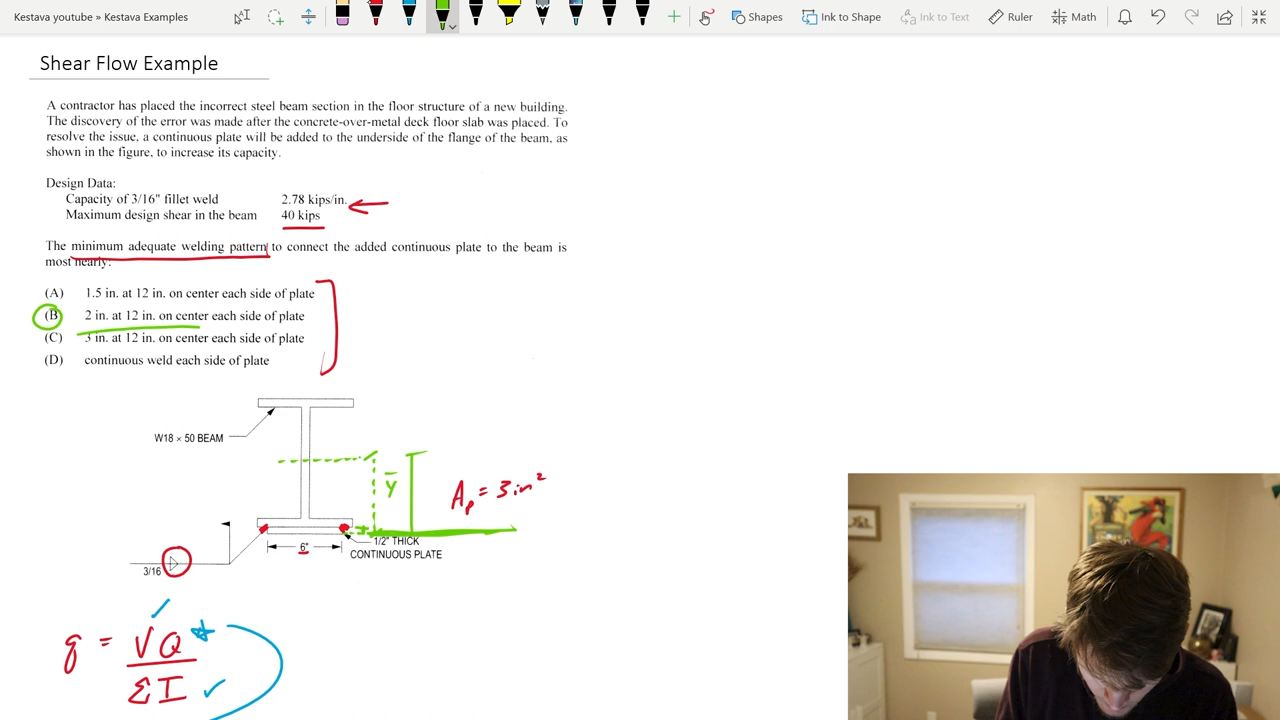 Kestava youtube » Kestava Examples
Shapes
Ink to Shape
Ink to Text
Ruler
Math
Shear Flow Example
A contractor has placed the incorrect steel beam section in the floor structure of a new building.
The discovery of the error was made after the concrete-over-metal deck floor slab was placed. To
resolve the issue, a continuous plate will be added to the underside of the flange of the beam, as
shown in the figure, to increase its capacity.
Design Data:
Capacity of 3/16" fillet weld 2.78 kips/in.
Maximum design shear in the beam 40 kips
The minimum adequate welding pattern to connect the added continuous plate to the beam is
most nearly:
(A) 1.5 in. at 12 in. on center each side of plate
(B 2 in. at 12 in. on center each side of plate
(C) 3 in. at 12 in. on center each side of plate
(D) continuous weld each side of plate
W18 × 50 BEAM
y̅
Ap = 3 in²
6"
1/2" THICK
CONTINUOUS PLATE
3/16
q = VQ
ΣI